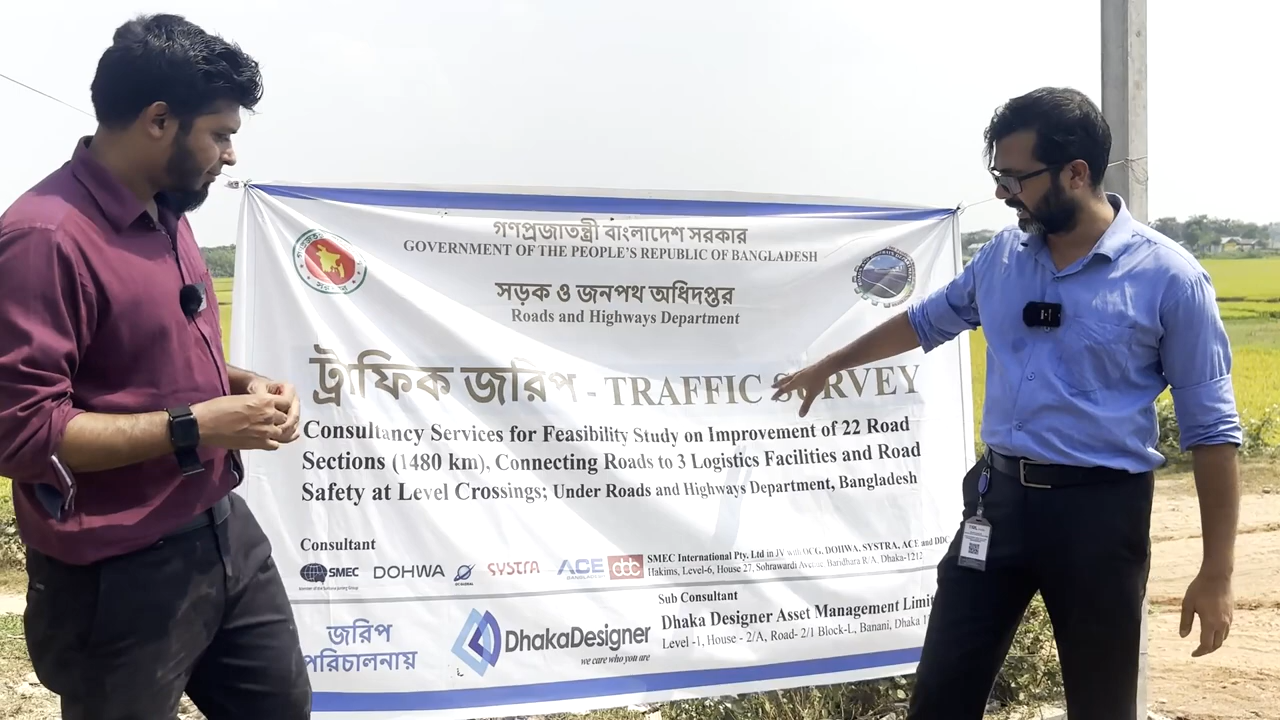 গণপ্রজাতন্ত্রী বাংলাদেশ সরকার
GOVERNMENT OF THE PEOPLE'S REPUBLIC OF BANGLADESH
সড়ক ও জনপথ অধিদপ্তর
Roads and Highways Department
ট্রাফিক জরিপ - TRAFFIC SURVEY
Consultancy Services for Feasibility Study on Improvement of 22 Road
Sections (1480 km), Connecting Roads to 3 Logistics Facilities and Road
Safety at Level Crossings; Under Roads and Highways Department, Bangladesh
Consultant
SMEC DOHWA SYSTRA ACE BANGLADESH ddc
SMEC International Pty. Ltd in JV with OCG, DOHWA, SYSTRA, ACE and DDC
Hakims, Level-6, House 27, Sohrawardi Avenue Baridhara R/A, Dhaka-1212
জরিপ
পরিচালনায়
DhakaDesigner
we care who you are
Sub Consultant
Dhaka Designer Asset Management
Level -1, House - 2/A, Road- 2/1 Block-L, Banani, Dhaka